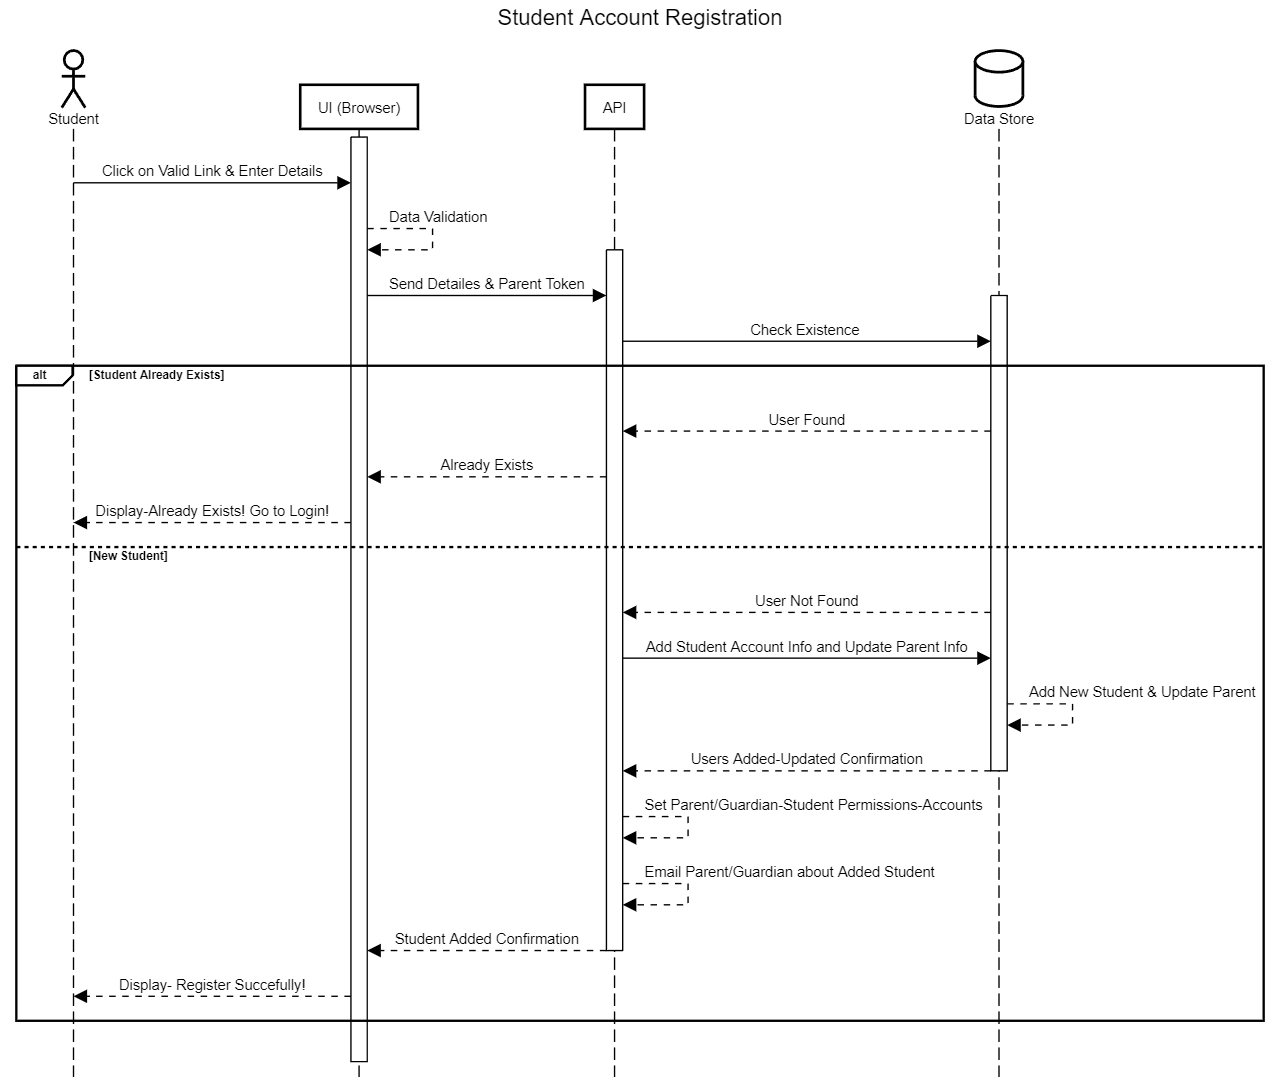 Student Account Registration
Student
UI (Browser)
API
Data Store
Click on Valid Link & Enter Details
Data Validation
Send Detailes & Parent Token
Check Existence
alt
[Student Already Exists]
User Found
Already Exists
Display-Already Exists! Go to Login!
[New Student]
User Not Found
Add Student Account Info and Update Parent Info
Add New Student & Update Parent
Users Added-Updated Confirmation
Set Parent/Guardian-Student Permissions-Accounts
Email Parent/Guardian about Added Student
Student Added Confirmation
Display- Register Succefully!